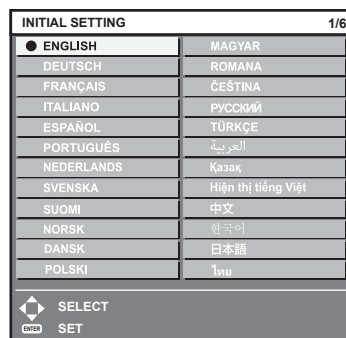 INITIAL SETTING 1/6
ENGLISH
DEUTSCH
FRANÇAIS
ITALIANO
ESPAÑOL
PORTUGUÊS
NEDERLANDS
SVENSKA
SUOMI
NORSK
DANSK
POLSKI
MAGYAR
ROMANA
ČEŠTINA
РУССКИЙ
TÜRKÇE
العربية
Қазақ
Hiện thị tiếng Việt
中文
한국어
日本語
ไทย
SELECT
ENTER SET